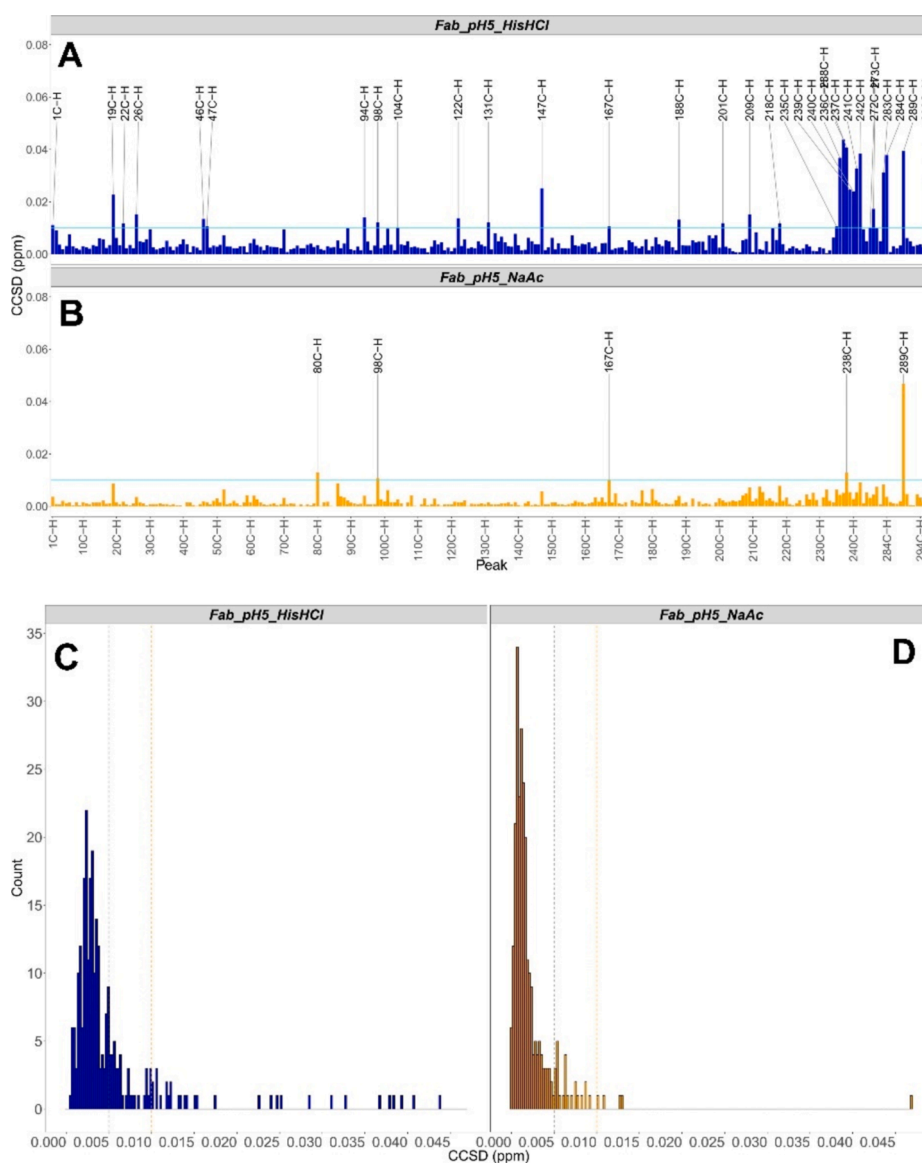 Fab_pH5_HisHCl
A
0.08
0.06
0.04
0.02
0.00
1C−H
19C−H
22C−H
26C−H
46C−H
47C−H
94C−H
98C−H
104C−H
122C−H
131C−H
147C−H
167C−H
188C−H
201C−H
209C−H
218C−H
235C−H
239C−H
240C−H
236C−H
238C−H
237C−H
241C−H
242C−H
272C−H
273C−H
283C−H
284C−H
289C−H
CCSD (ppm)
Fab_pH5_NaAc
B
0.08
0.06
0.04
0.02
0.00
80C−H
98C−H
167C−H
238C−H
289C−H
1C−H
10C−H
20C−H
30C−H
40C−H
50C−H
60C−H
70C−H
80C−H
90C−H
100C−H
110C−H
120C−H
130C−H
140C−H
150C−H
160C−H
170C−H
180C−H
190C−H
200C−H
210C−H
220C−H
230C−H
240C−H
284C−H
294C−H
Peak
Fab_pH5_HisHCl
Fab_pH5_NaAc
C
D
35
30
25
20
15
10
5
0
Count
0.000 0.005 0.010 0.015 0.020 0.025 0.030 0.035 0.040 0.045
0.000 0.005 0.010 0.015 0.020 0.025 0.030 0.035 0.040 0.045
CCSD (ppm)